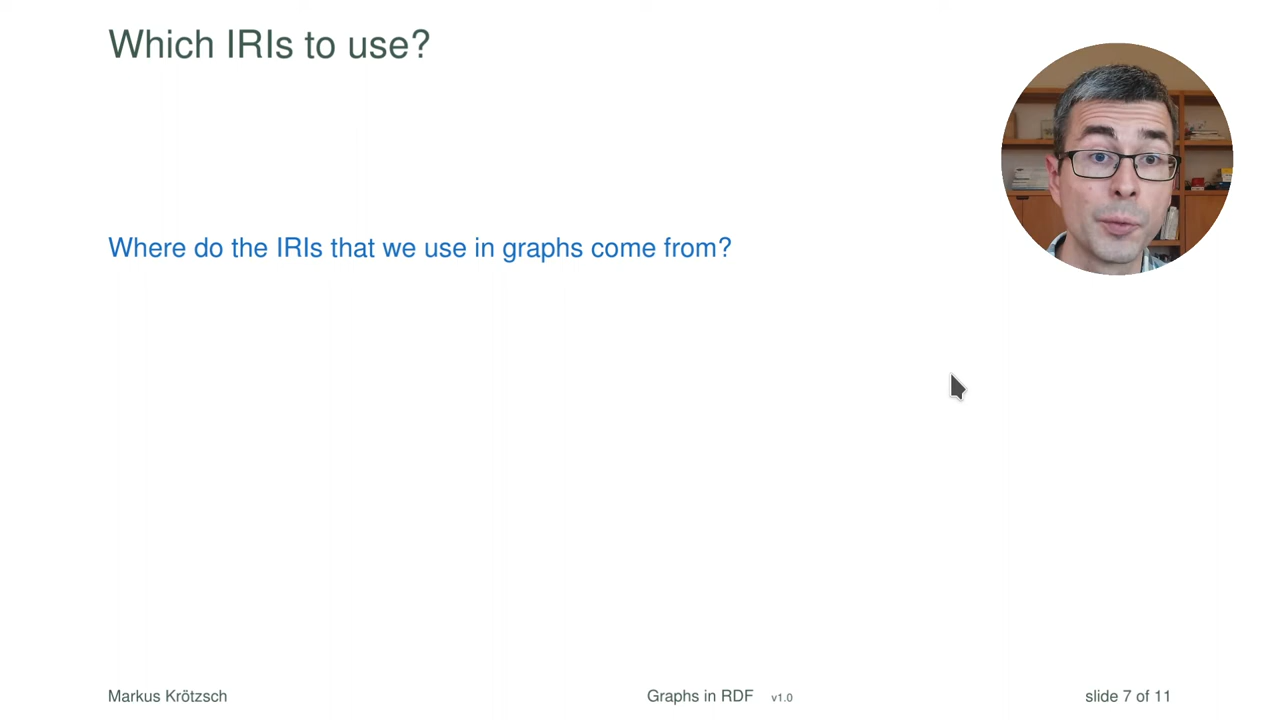 Which IRIs to use?
Where do the IRIs that we use in graphs come from?
Markus Krötzsch
Graphs in RDF v1.0
slide 7 of 11